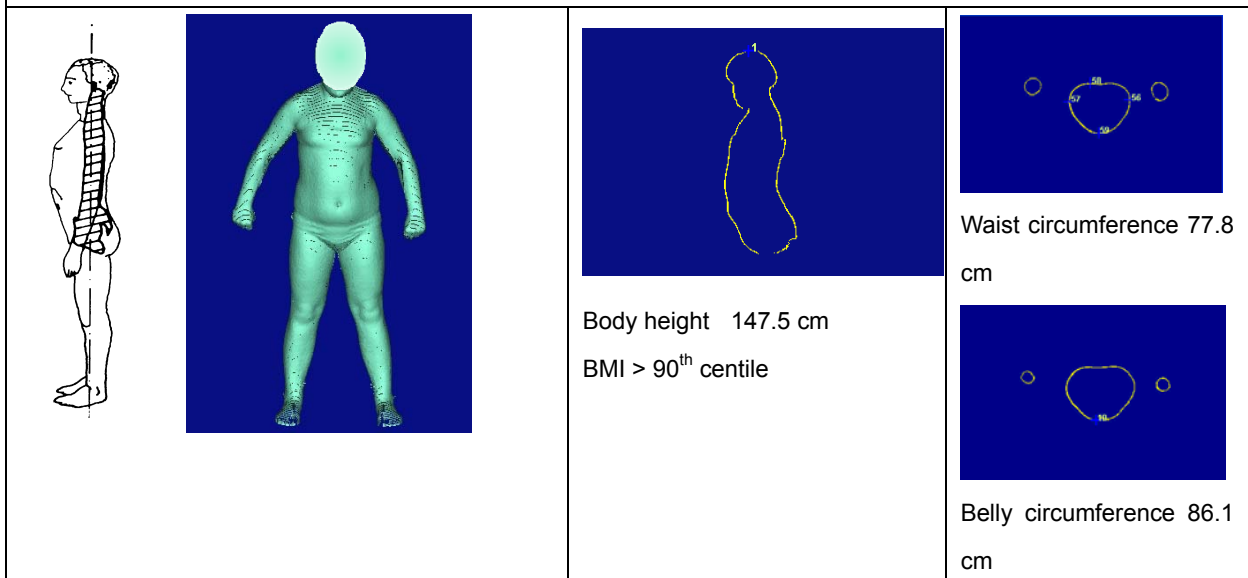 1
Body height 147.5 cm
BMI > 90th centile
58
57
56
59
Waist circumference 77.8
cm
Belly circumference 86.1
cm